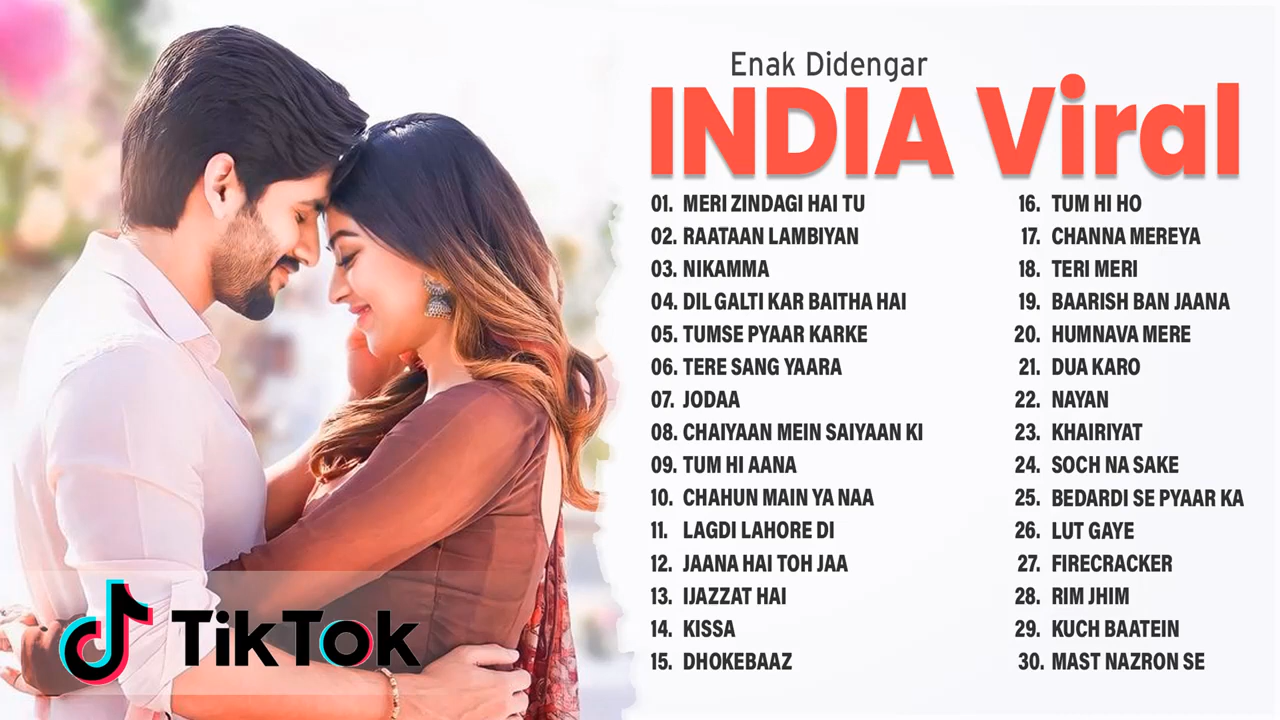 Enak Didengar
INDIA Viral
01. MERI ZINDAGI HAI TU
02. RAATAAN LAMBIYAN
03. NIKAMMA
04. DIL GALTI KAR BAITHA HAI
05. TUMSE PYAAR KARKE
06. TERE SANG YAARA
07. JODAA
08. CHAIYAAN MEIN SAIYAAN KI
09. TUM HI AANA
10. CHAHUN MAIN YA NAA
11. LAGDI LAHORE DI
12. JAANA HAI TOH JAA
13. IJAZZAT HAI
14. KISSA
15. DHOKEBAAZ
16. TUM HI HO
17. CHANNA MEREYA
18. TERI MERI
19. BAARISH BAN JAANA
20. HUMNAVA MERE
21. DUA KARO
22. NAYAN
23. KHAIRIYAT
24. SOCH NA SAKE
25. BEDARDI SE PYAAR KA
26. LUT GAYE
27. FIRECRACKER
28. RIM JHIM
29. KUCH BAATEIN
30. MAST NAZRON SE
TikTok